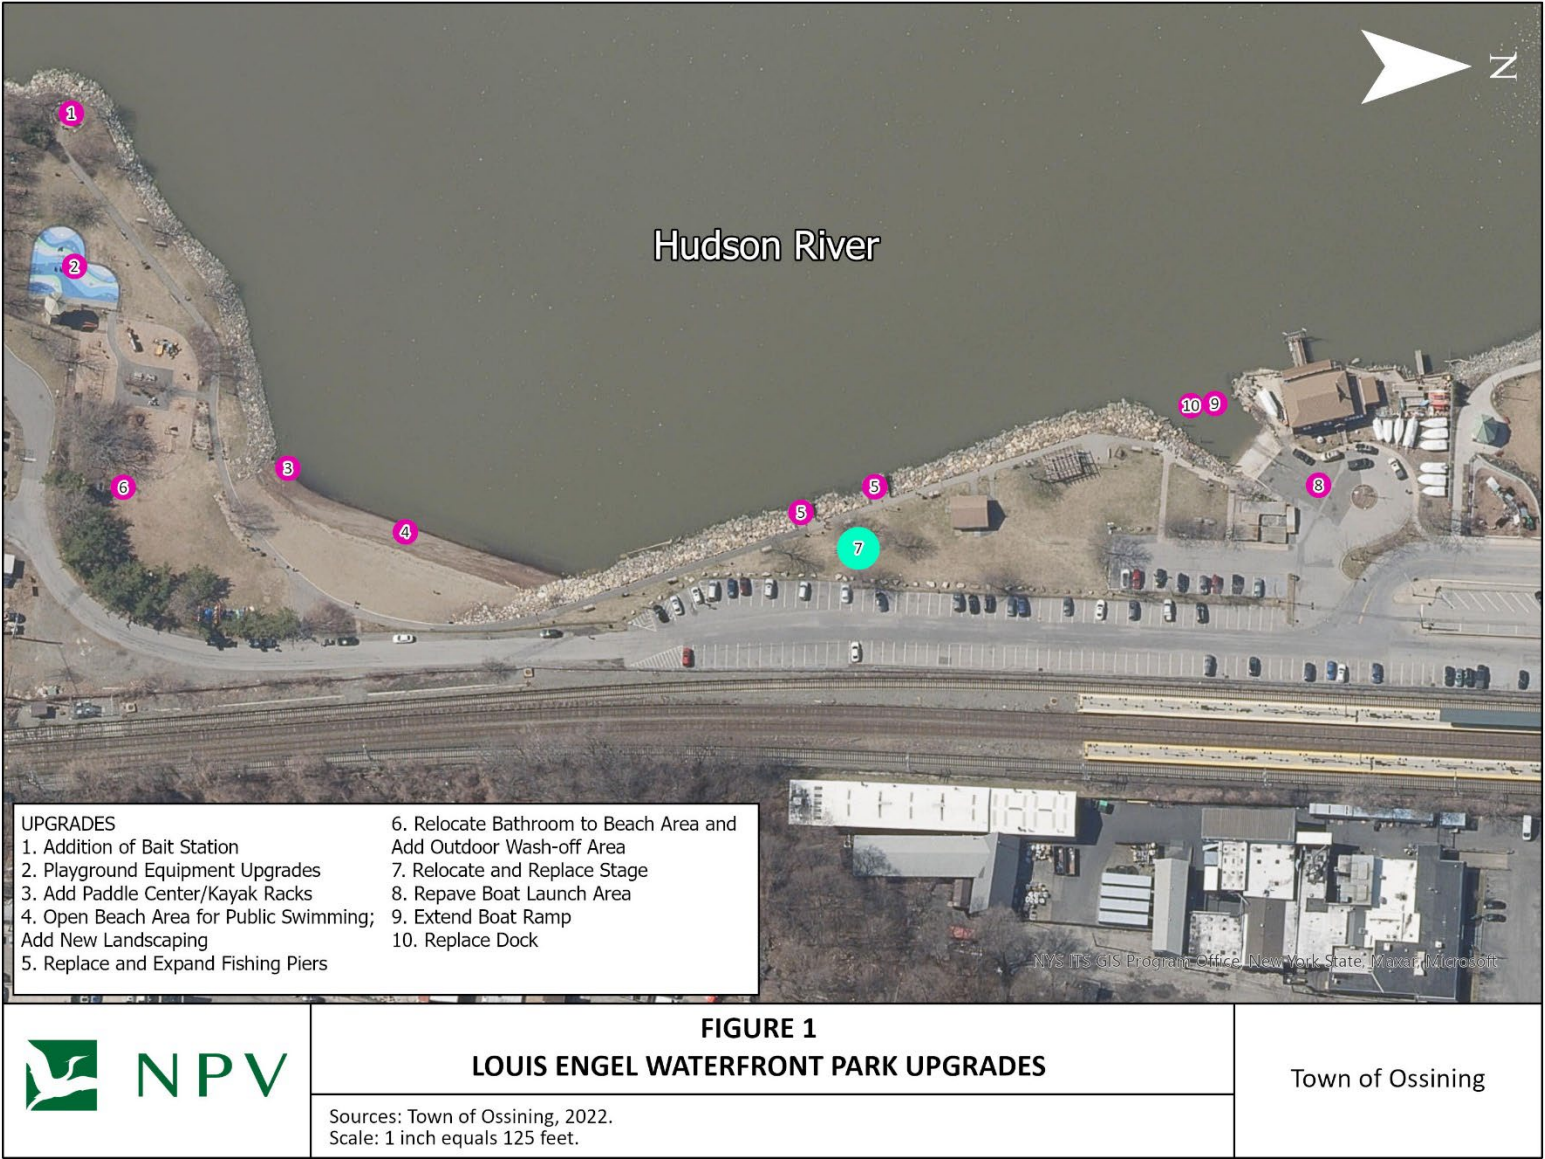 N
1
2
Hudson River
3
10
9
6
4
5
5
8
7
UPGRADES
1. Addition of Bait Station
2. Playground Equipment Upgrades
3. Add Paddle Center/Kayak Racks
4. Open Beach Area for Public Swimming;
Add New Landscaping
5. Replace and Expand Fishing Piers
6. Relocate Bathroom to Beach Area and
Add Outdoor Wash-off Area
7. Relocate and Replace Stage
8. Repave Boat Launch Area
9. Extend Boat Ramp
10. Replace Dock
NYS ITS GIS Program Office, New York State, Maxar, Microsoft
NPV
FIGURE 1
LOUIS ENGEL WATERFRONT PARK UPGRADES
Sources: Town of Ossining, 2022.
Scale: 1 inch equals 125 feet.
Town of Ossining